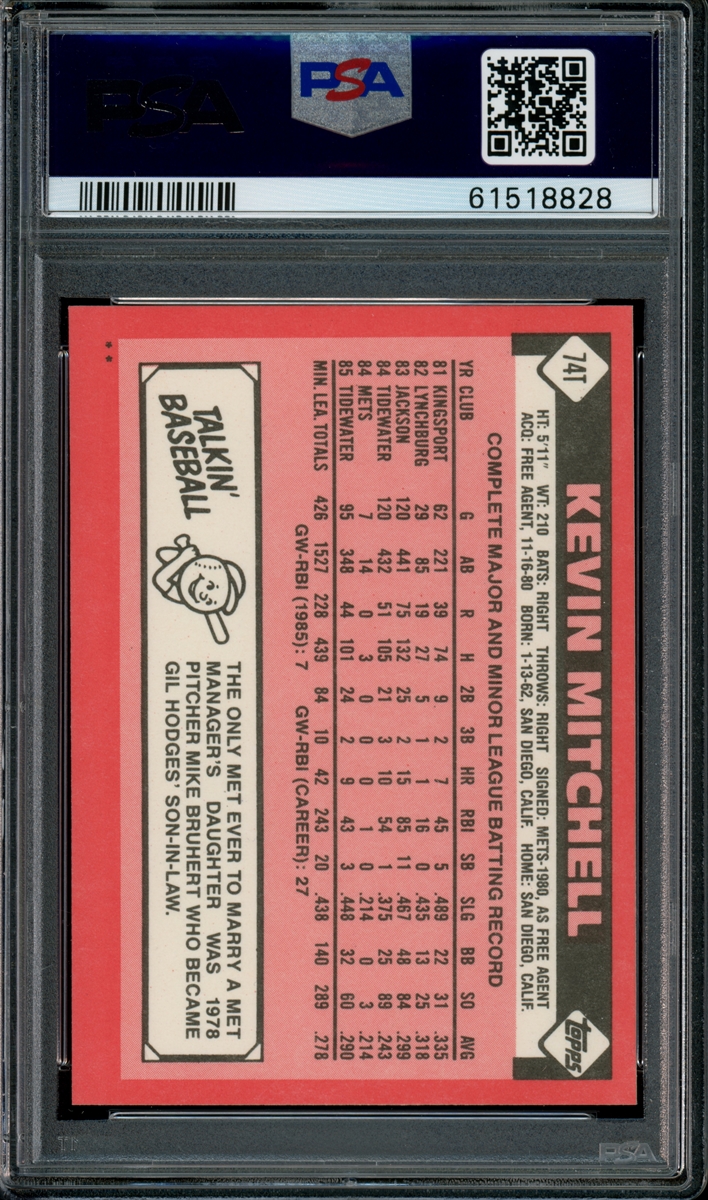 PSA
PSA
61518828
74T
KEVIN MITCHELL
topps
HT: 5'11" WT: 210 BATS: RIGHT THROWS: RIGHT SIGNED: METS-1980, AS FREE AGENT
ACQ: FREE AGENT, 11-16-80 BORN: 1-13-62, SAN DIEGO, CALIF. HOME: SAN DIEGO, CALIF.
COMPLETE MAJOR AND MINOR LEAGUE BATTING RECORD
YR CLUB G AB R H 2B 3B HR RBI SB SLG BB SO AVG
81 KINGSPORT 62 221 39 74 9 2 7 45 5 .489 22 31 .335
82 LYNCHBURG 29 85 19 27 5 1 1 16 0 .435 13 25 .318
83 JACKSON 120 441 75 132 25 2 15 85 11 .467 48 84 .299
84 TIDEWATER 120 432 51 105 21 3 10 54 1 .375 25 89 .243
84 METS 7 14 0 3 0 0 0 1 0 .214 0 3 .214
85 TIDEWATER 95 348 44 101 24 2 9 43 3 .448 32 60 .290
MIN. LEA. TOTALS 426 1527 228 439 84 10 42 243 20 .438 140 289 .278
GW-RBI (1985): 7 GW-RBI (CAREER): 27
TALKIN'
BASEBALL
THE ONLY MET EVER TO MARRY A MET
MANAGER'S DAUGHTER WAS 1978
PITCHER MIKE BRUHERT WHO BECAME
GIL HODGES' SON-IN-LAW.
**
PSA